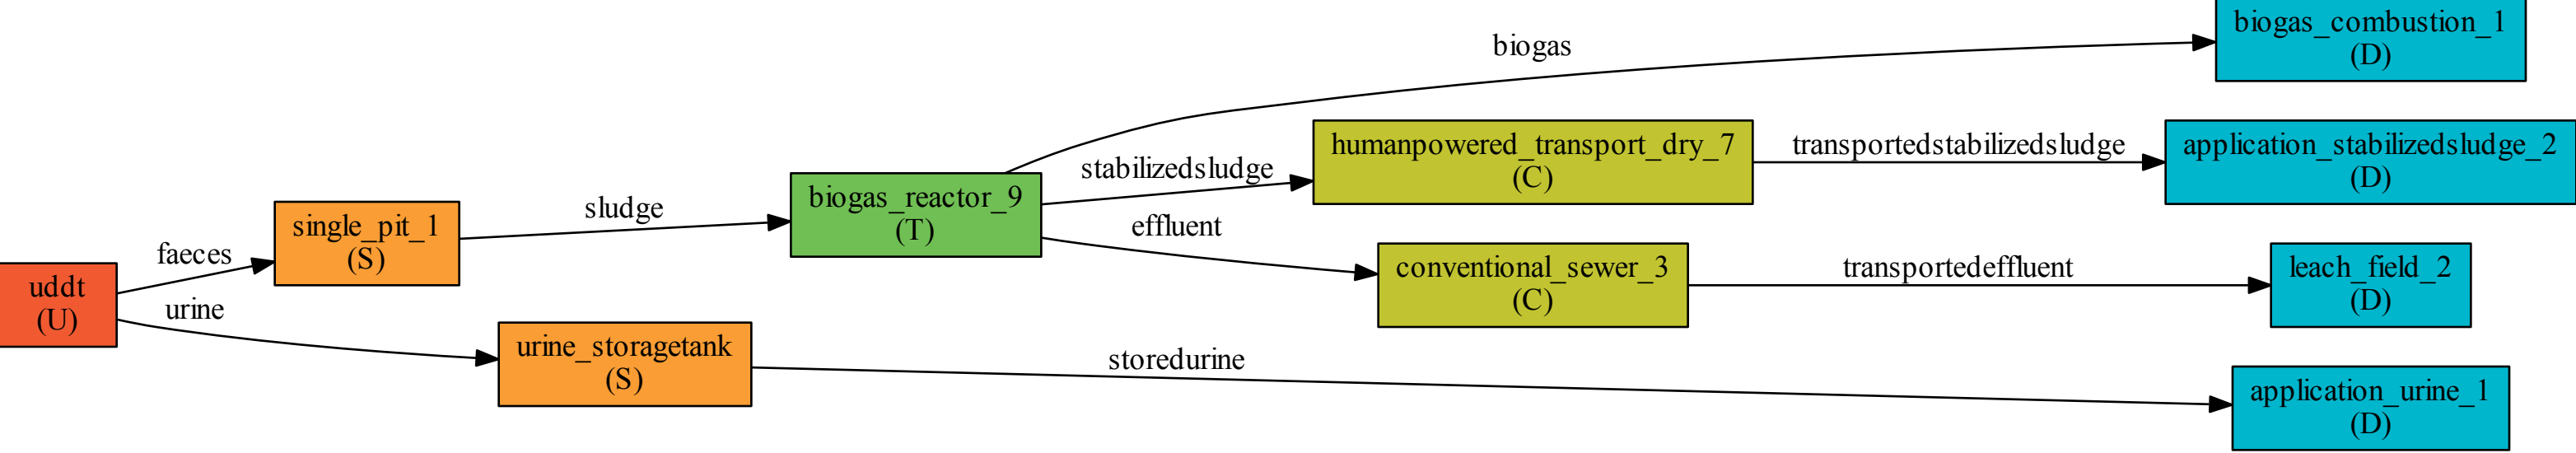 biogas_combustion_1
(D)
biogas
humanpowered_transport_dry_7
(C)
transportedstabilizedsludge
application_stabilizedsludge_2
(D)
stabilizedsludge
biogas_reactor_9
(T)
sludge
single_pit_1
(S)
faeces
effluent
conventional_sewer_3
(C)
transportedeffluent
leach_field_2
(D)
uddt
(U)
urine
urine_storagetank
(S)
storedurine
application_urine_1
(D)